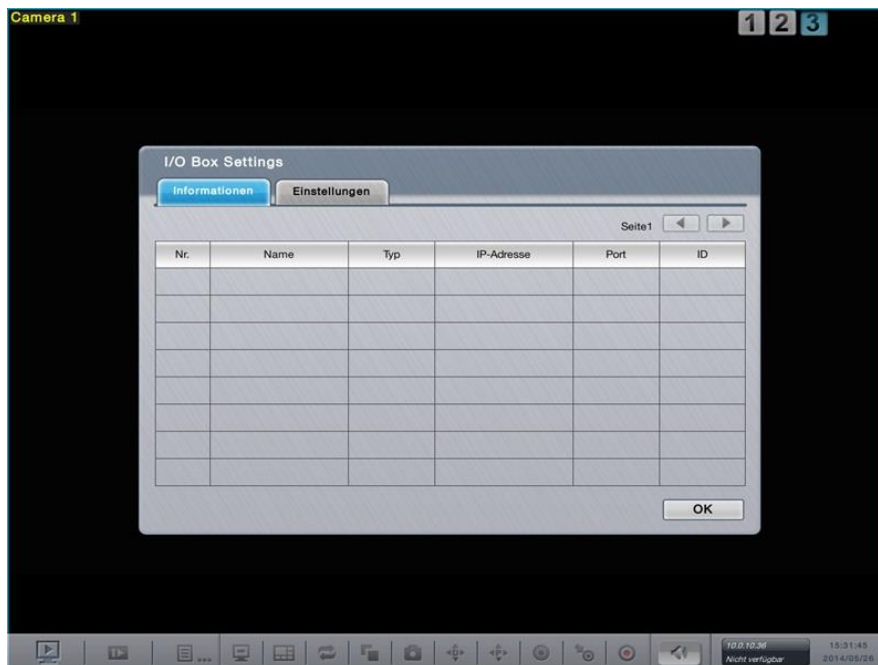 Camera 1
1 2 3
I/O Box Settings
Informationen Einstellungen
Seite1
Nr. Name Typ IP-Adresse Port ID
OK
10.0.10.36 15:31:45
Nicht verfügbar 2014/05/26